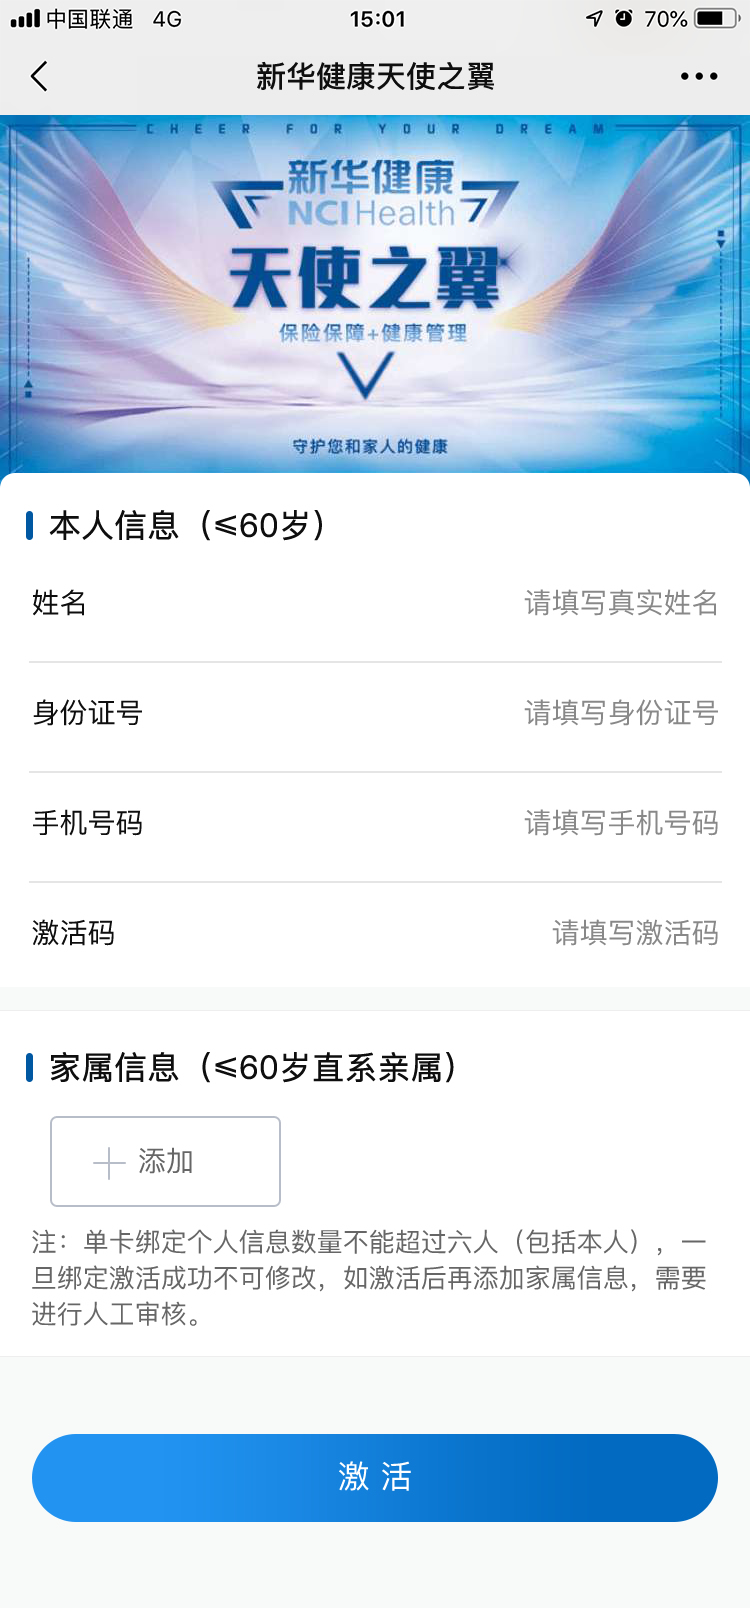 中国联通 4G 15:01 70%
新华健康天使之翼
CHEER FOR YOUR DREAM
新华健康
NCIHealth
天使之翼
保险保障+健康管理
守护您和家人的健康
本人信息（≤60岁）
姓名 请填写真实姓名
身份证号 请填写身份证号
手机号码 请填写手机号码
激活码 请填写激活码
家属信息（≤60岁直系亲属）
添加
注：单卡绑定个人信息数量不能超过六人（包括本人），一
旦绑定激活成功不可修改，如激活后再添加家属信息，需要
进行人工审核。
激 活